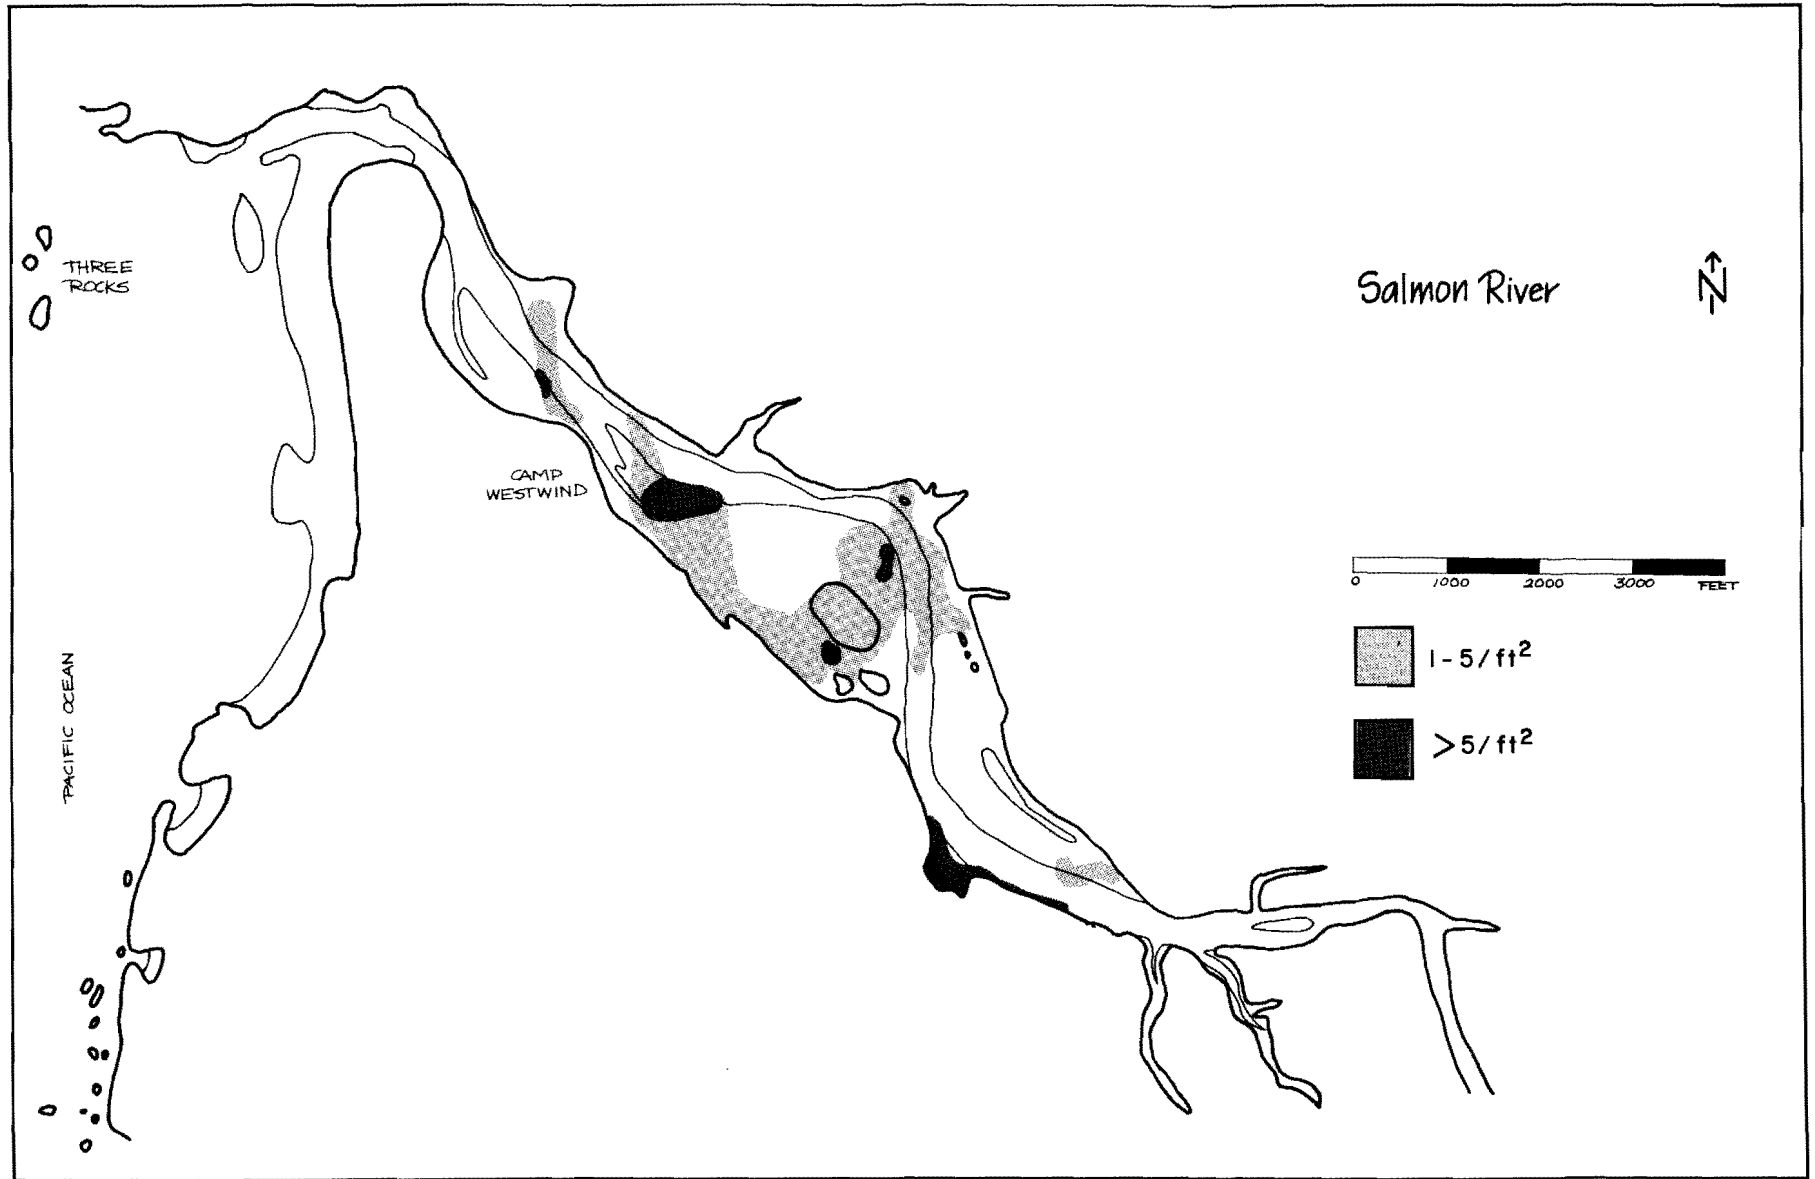 THREE
ROCKS
Salmon River
N
CAMP
WESTWIND
0 1000 2000 3000 FEET
1-5/ft²
PACIFIC OCEAN
>5/ft²